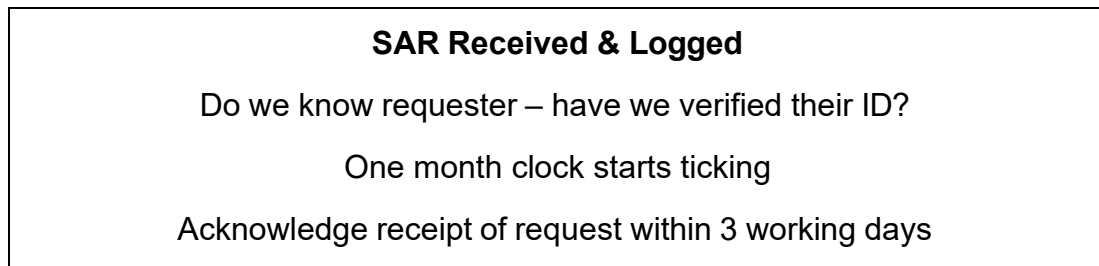 SAR Received & Logged
Do we know requester – have we verified their ID?
One month clock starts ticking
Acknowledge receipt of request within 3 working days